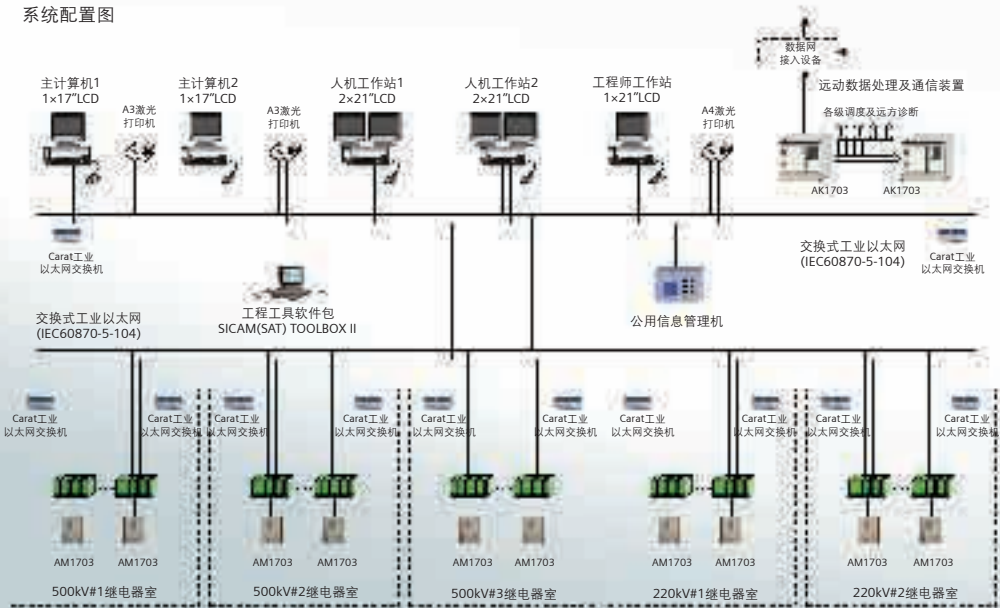 系统配置图
主计算机1
1×17”LCD
A3激光
打印机
主计算机2
1×17”LCD
A3激光
打印机
人机工作站1
2×21”LCD
人机工作站2
2×21”LCD
工程师工作站
1×21”LCD
A4激光
打印机
数据网
接入设备
远动数据处理及通信装置
各级调度及远方诊断
AK1703
AK1703
Carat工业
以太网交换机
交换式工业以太网
(IEC60870-5-104)
Carat工业
以太网交换机
工程工具软件包
SICAM(SAT) TOOLBOX II
公用信息管理机
交换式工业以太网
(IEC60870-5-104)
Carat工业
以太网交换机
Carat工业
以太网交换机
Carat工业
以太网交换机
Carat工业
以太网交换机
Carat工业
以太网交换机
Carat工业
以太网交换机
Carat工业
以太网交换机
Carat工业
以太网交换机
Carat工业
以太网交换机
Carat工业
以太网交换机
AM1703
AM1703
AM1703
AM1703
AM1703
AM1703
AM1703
AM1703
AM1703
AM1703
500kV#1继电器室
500kV#2继电器室
500kV#3继电器室
220kV#1继电器室
220kV#2继电器室